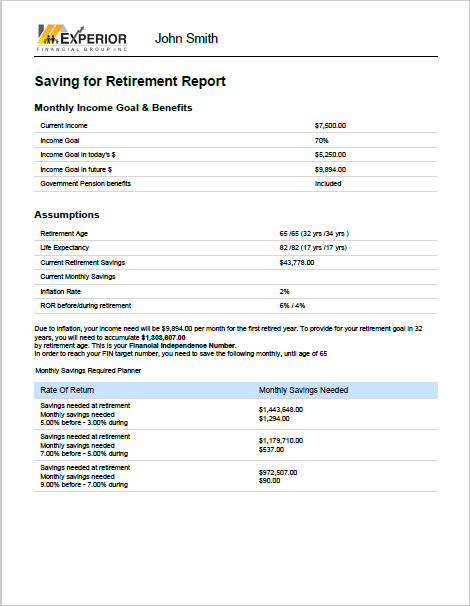 EXPERIOR
FINANCIAL GROUP INC
John Smith
Saving for Retirement Report
Monthly Income Goal & Benefits
Current Income $7,500.00
Income Goal 70%
Income Goal in today's $ $5,250.00
Income Goal in future $ $9,894.00
Government Pension benefits Included
Assumptions
Retirement Age 65 /65 (32 yrs /34 yrs )
Life Expectancy 82 /82 (17 yrs /17 yrs)
Current Retirement Savings $43,778.00
Current Monthly Savings
Inflation Rate 2%
ROR before/during retirement 6% / 4%
Due to inflation, your income need will be $9,894.00 per month for the first retired year. To provide for your retirement goal in 32
years, you will need to accumulate $1,303,607.00
by retirement age. This is your Financial Independence Number.
In order to reach your FIN target number, you need to save the following monthly, until age of 65
Monthly Savings Required Planner
Rate Of Return Monthly Savings Needed
Savings needed at retirement $1,443,648.00
Monthly savings needed $1,294.00
5.00% before - 3.00% during
Savings needed at retirement $1,179,710.00
Monthly savings needed $537.00
7.00% before - 5.00% during
Savings needed at retirement $972,507.00
Monthly savings needed $90.00
9.00% before - 7.00% during